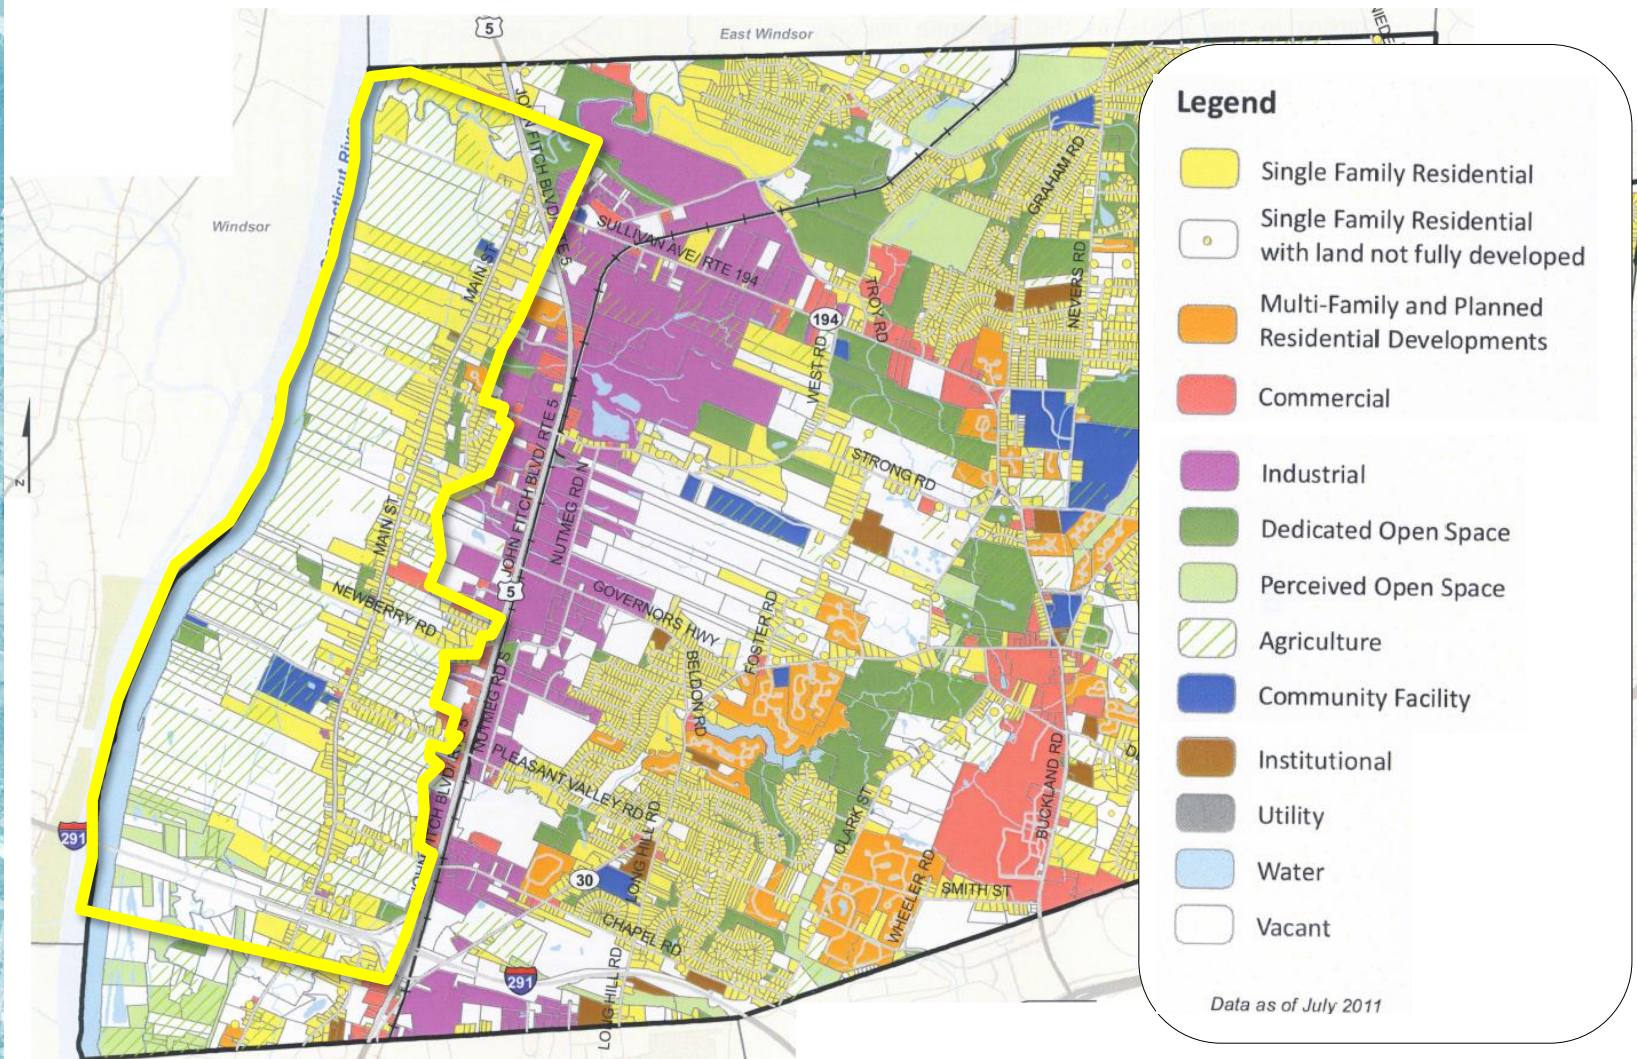 5
East Windsor
Connecticut River
Windsor
JOHN FITCH BLVD/ RTE 5
MAIN ST
SULLIVAN AVE/ RTE 194
GRAHAM RD
NEVERS RD
TROY RD
194
WEST RD
STRONG RD
JOHN FITCH BLVD/ RTE 5
NUTMEG RD N
MAIN ST
NEWBERRY RD
5
GOVERNORS HWY
FOSTER RD
BELDON RD
NUTMEG RD S
PLEASANT VALLEY RD
BUCKLAND RD
CLARK ST
LONG HILL RD
30
WHEELER RD
SMITH ST
CHAPEL RD
LONG HILL RD
291
291
z
Legend
Single Family Residential
Single Family Residential
with land not fully developed
Multi-Family and Planned
Residential Developments
Commercial
Industrial
Dedicated Open Space
Perceived Open Space
Agriculture
Community Facility
Institutional
Utility
Water
Vacant
Data as of July 2011